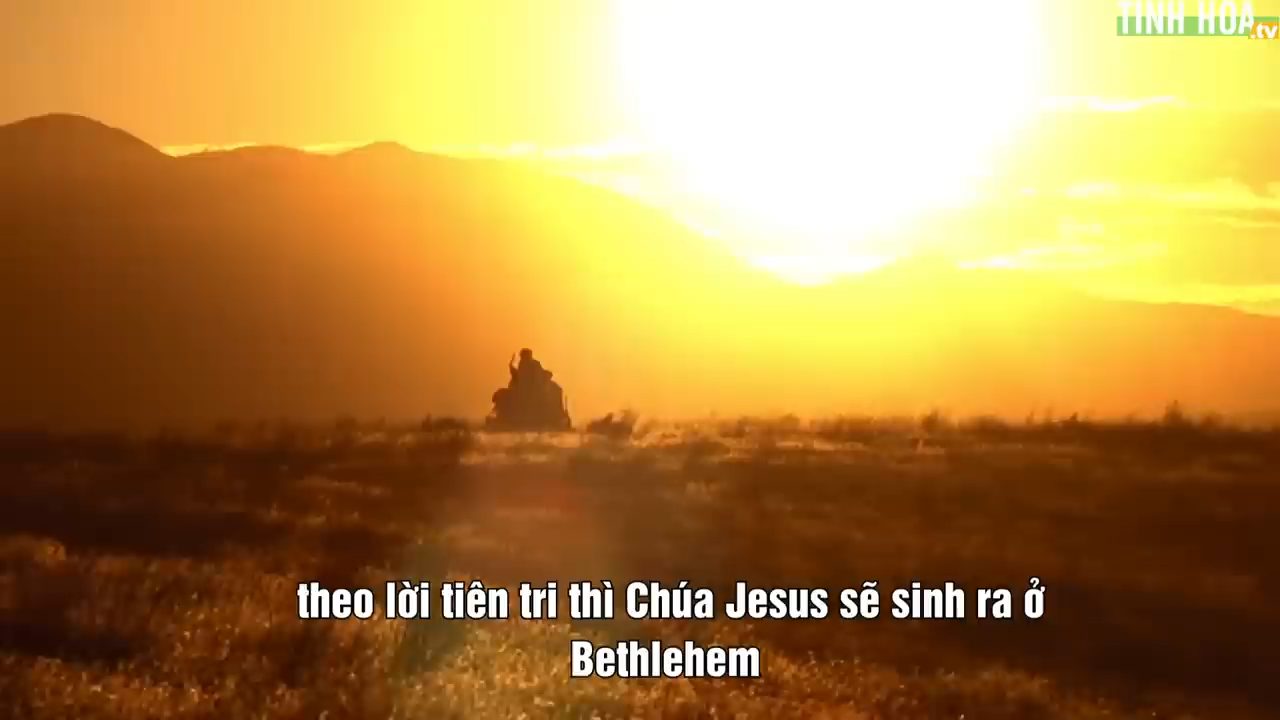 TINH HOA
.tv
theo lời tiên tri thì Chúa Jesus sẽ sinh ra ở
Bethlehem